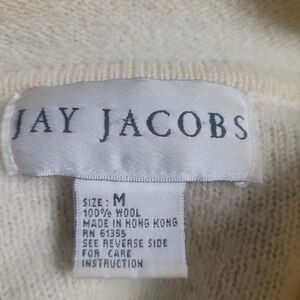 JAY JACOBS
SIZE: M
100% WOOL
MADE IN HONG KONG
RN 61355
SEE REVERSE SIDE
FOR CARE
INSTRUCTION